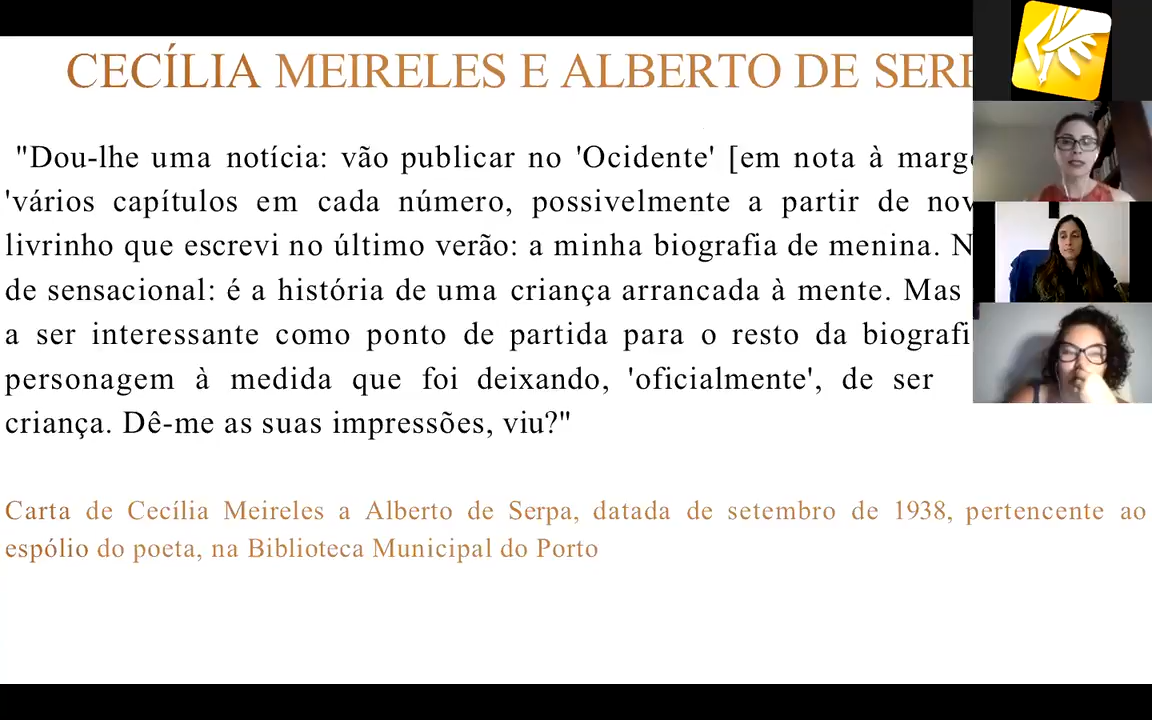 CECÍLIA MEIRELES E ALBERTO DE
"Dou-lhe uma notícia: vão publicar no 'Ocidente' [em nota à
'vários capítulos em cada número, possivelmente a partir de
livrinho que escrevi no último verão: a minha biografia de menina.
de sensacional: é a história de uma criança arrancada à mente. Mas
a ser interessante como ponto de partida para o resto da
personagem à medida que foi deixando, 'oficialmente', de ser
criança. Dê-me as suas impressões, viu?"
Carta de Cecília Meireles a Alberto de Serpa, datada de setembro de 1938, pertencente ao
espólio do poeta, na Biblioteca Municipal do Porto